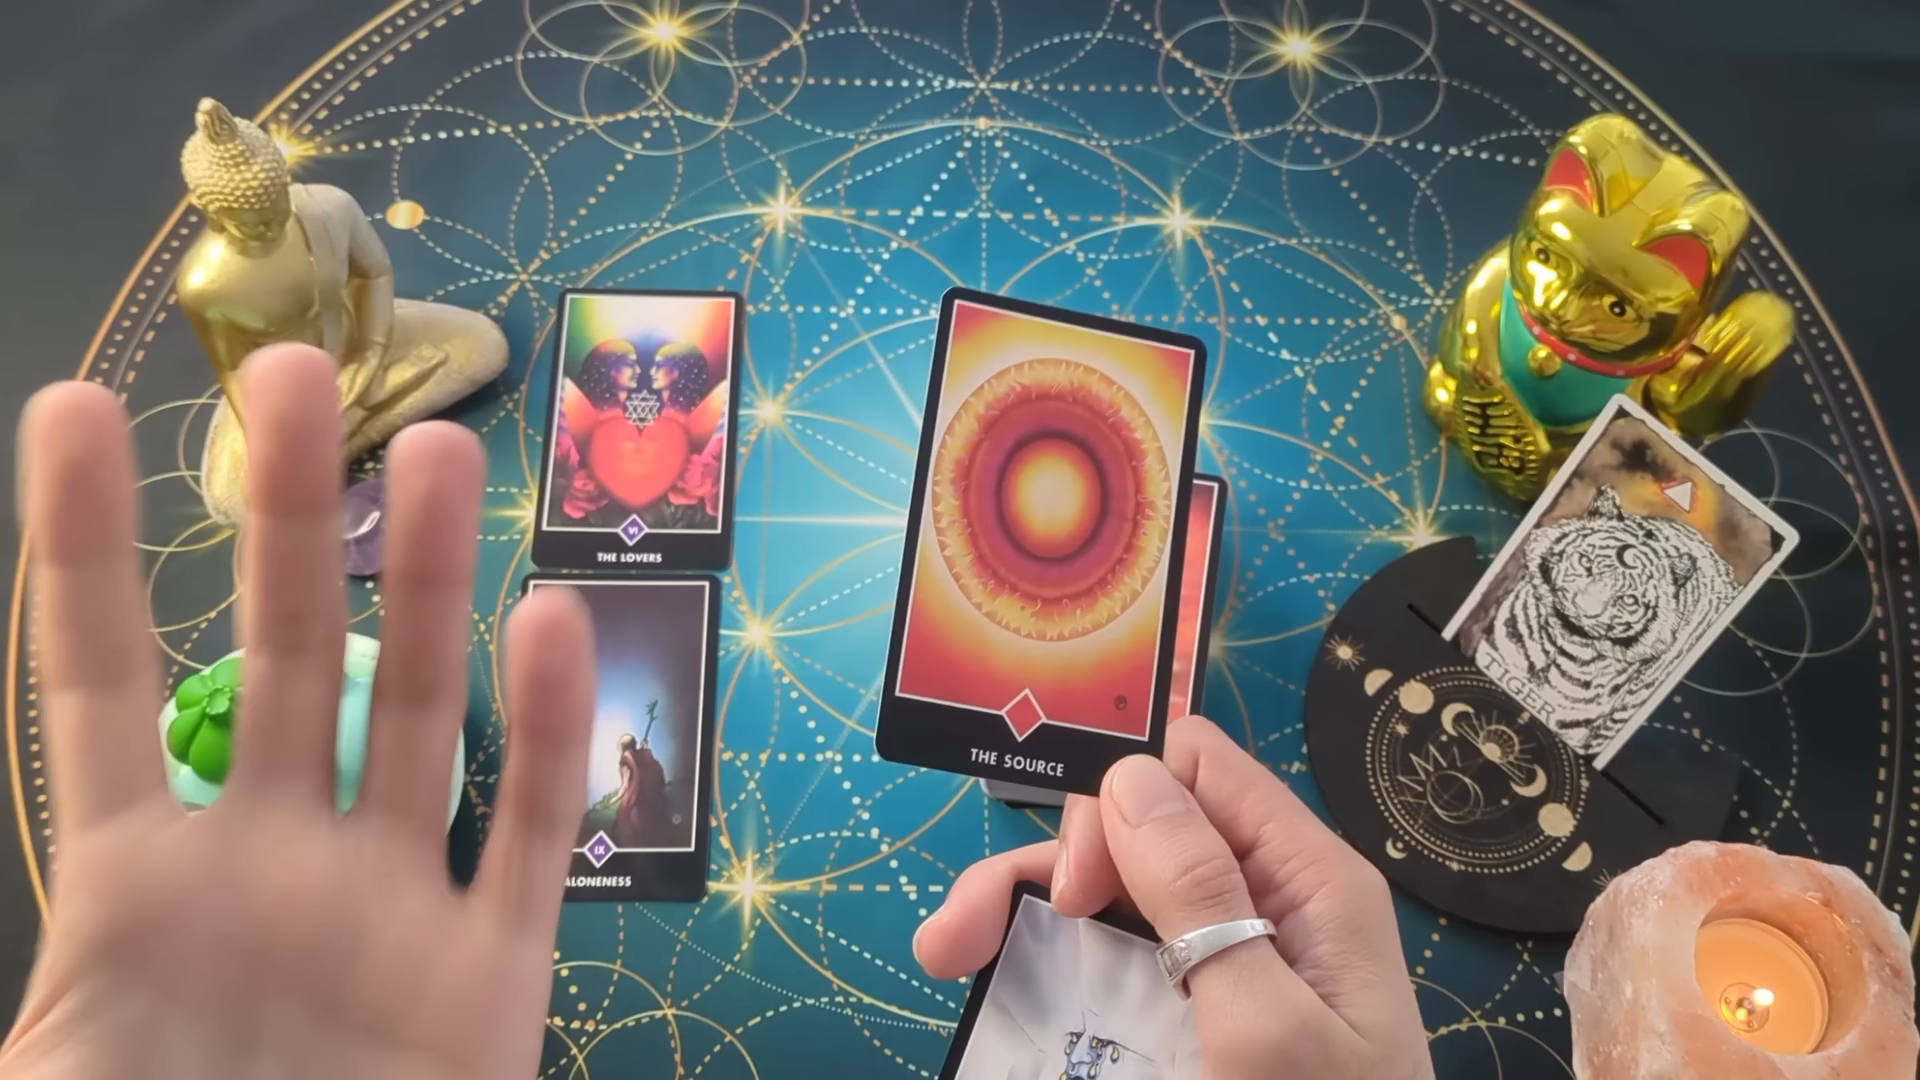 VI
THE LOVERS
IX
ALONENESS
THE SOURCE
TIGER